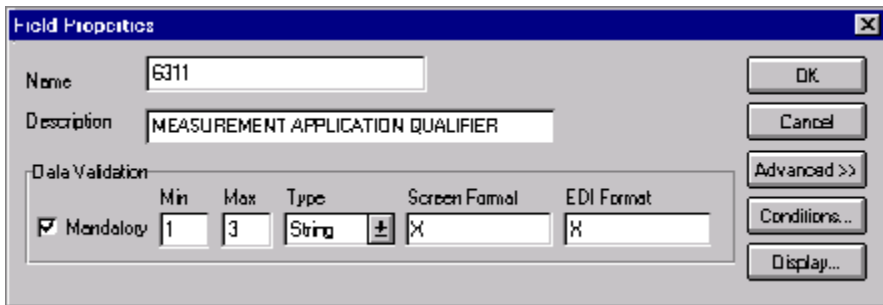 Field Properties
Name 6311
Description MEASUREMENT APPLICATION QUALIFIER
Data Validation
Min Max Type Screen Format EDI Format
Mandatory 1 3 String X X
OK
Cancel
Advanced >>
Conditions...
Display...